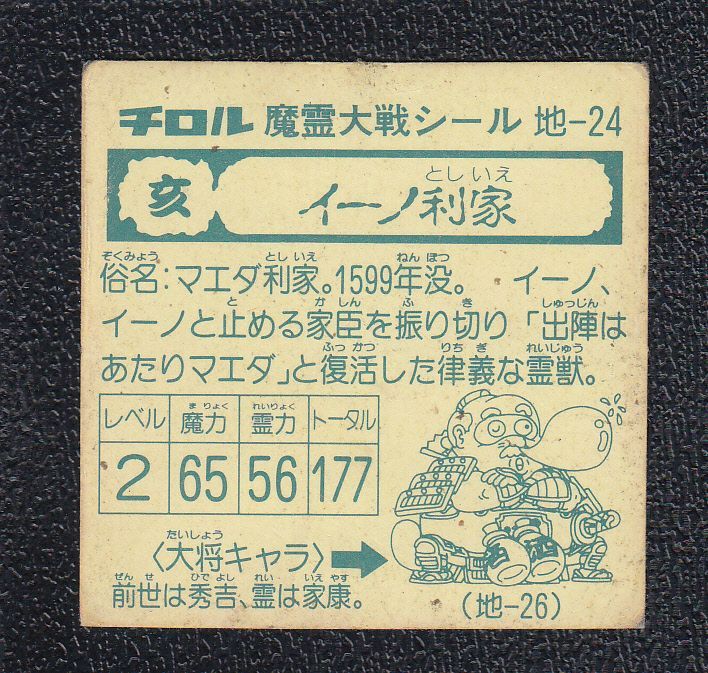 チロル 魔霊大戦シール 地-24
としいえ
亥 イーノ利家
ぞくみょう としいえ ねんぼつ
俗名:マエダ利家。1599年没。 イーノ、
と かしん ふ き しゅつじん
イーノと止める家臣を振り切り「出陣は
ふっかつ りちぎ れいじゅう
あたりマエダ」と復活した律義な霊獣。
レベル 魔力 霊力 トータル
まりょく れいりょく
2 65 56 177
たいしょう
〈大将キャラ〉
ぜんせ ひでよし れい いえやす
前世は秀吉、霊は家康。
(地-26)